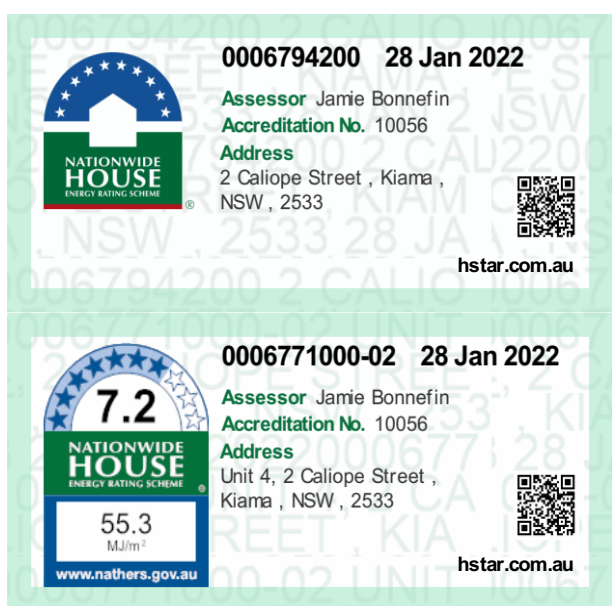 0006794200 28 Jan 2022
Assessor Jamie Bonnefin
Accreditation No. 10056
Address
2 Caliope Street , Kiama ,
NSW , 2533
NATIONWIDE
HOUSE
ENERGY RATING SCHEME
®
hstar.com.au
0006771000-02 28 Jan 2022
7.2
Assessor Jamie Bonnefin
Accreditation No. 10056
Address
Unit 4, 2 Caliope Street ,
Kiama , NSW , 2533
NATIONWIDE
HOUSE
ENERGY RATING SCHEME
®
55.3
MJ/m²
www.nathers.gov.au
hstar.com.au